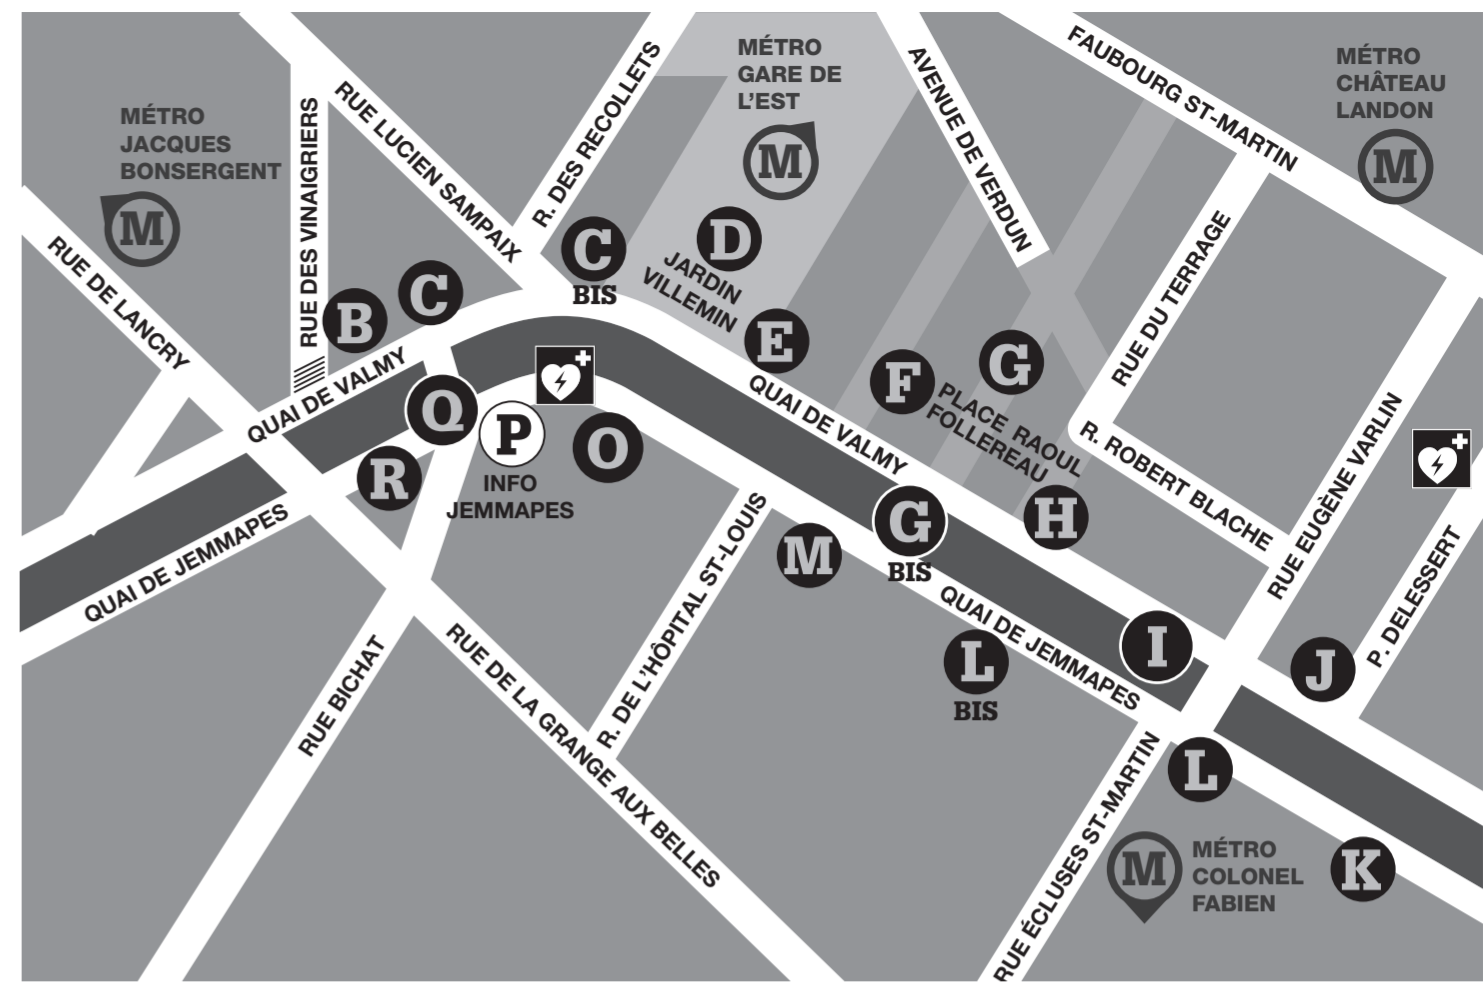 MÉTRO
JACQUES
BONSERGENT
M
RUE DE LANCRY
RUE DES VINAIGRIERS
RUE LUCIEN SAMPAIX
R. DES RECOLLETS
MÉTRO
GARE DE
L'EST
M
AVENUE DE VERDUN
FAUBOURG ST-MARTIN
MÉTRO
CHÂTEAU
LANDON
M
B
C
C
BIS
D
JARDIN
VILLEMIN
E
F
G
PLACE RAOUL
FOLLEREAU
H
RUE DU TERRAGE
R. ROBERT BLACHE
RUE EUGÈNE VARLIN
P. DELESSERT
QUAI DE VALMY
QUAI DE VALMY
Q
R
P
INFO
JEMMAPES
O
M
G
BIS
I
J
QUAI DE JEMMAPES
QUAI DE JEMMAPES
L
BIS
L
K
RUE BICHAT
RUE DE LA GRANGE AUX BELLES
R. DE L'HÔPITAL ST-LOUIS
RUE ÉCLUSES ST-MARTIN
M
MÉTRO
COLONEL
FABIEN